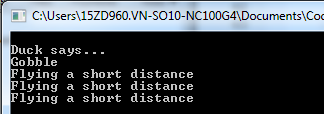 C:\Users\15ZD960.VN-SO10-NC100G4\Documents\Coo
Duck says...
Gobble
Flying a short distance
Flying a short distance
Flying a short distance